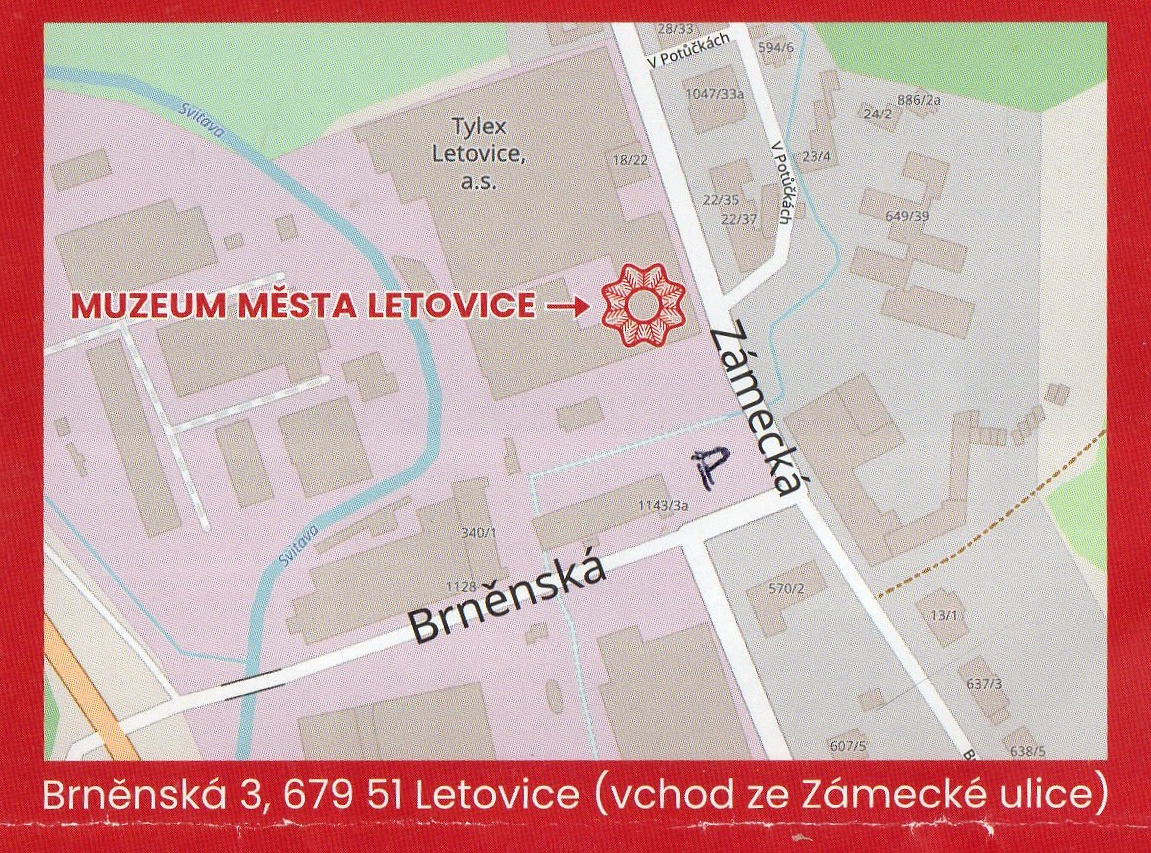 28/33
V Potůčkách
594/6
1047/33a
886/2a
24/2
Svitava
Tylex
Letovice,
a.s.
18/22
23/4
V Potůčkách
22/35
22/37
649/39
MUZEUM MĚSTA LETOVICE
Zámecká
P
1143/3a
340/1
Svitava
1128
Brněnská
570/2
13/1
637/3
607/5
638/5
Brněnská 3, 679 51 Letovice (vchod ze Zámecké ulice)